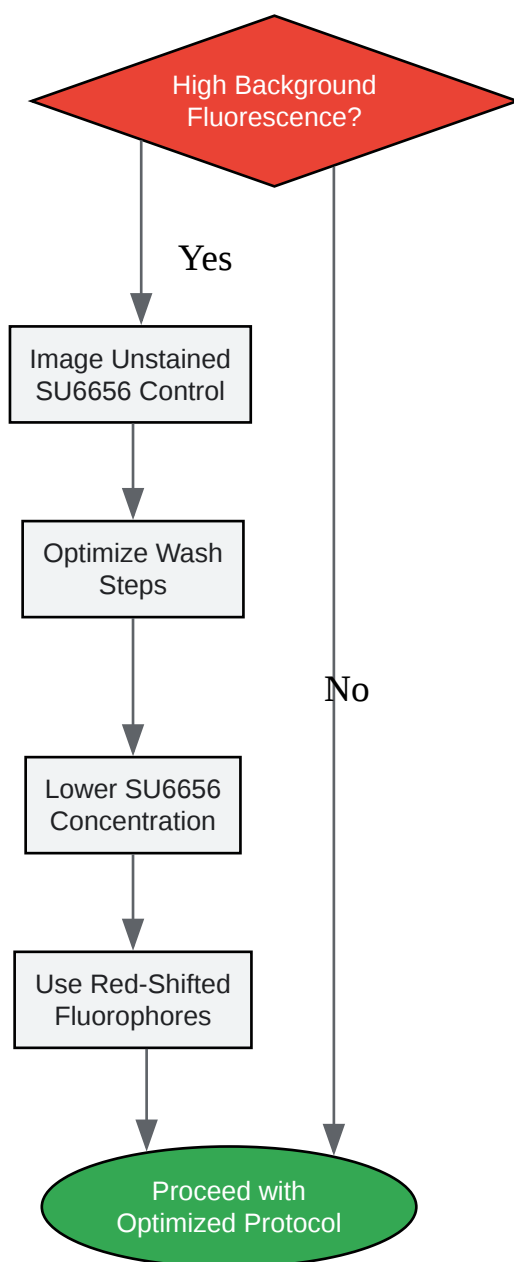 High Background
Fluorescence?
Yes
Image Unstained
SU6656 Control
Optimize Wash
Steps
No
Lower SU6656
Concentration
Use Red-Shifted
Fluorophores
Proceed with
Optimized Protocol